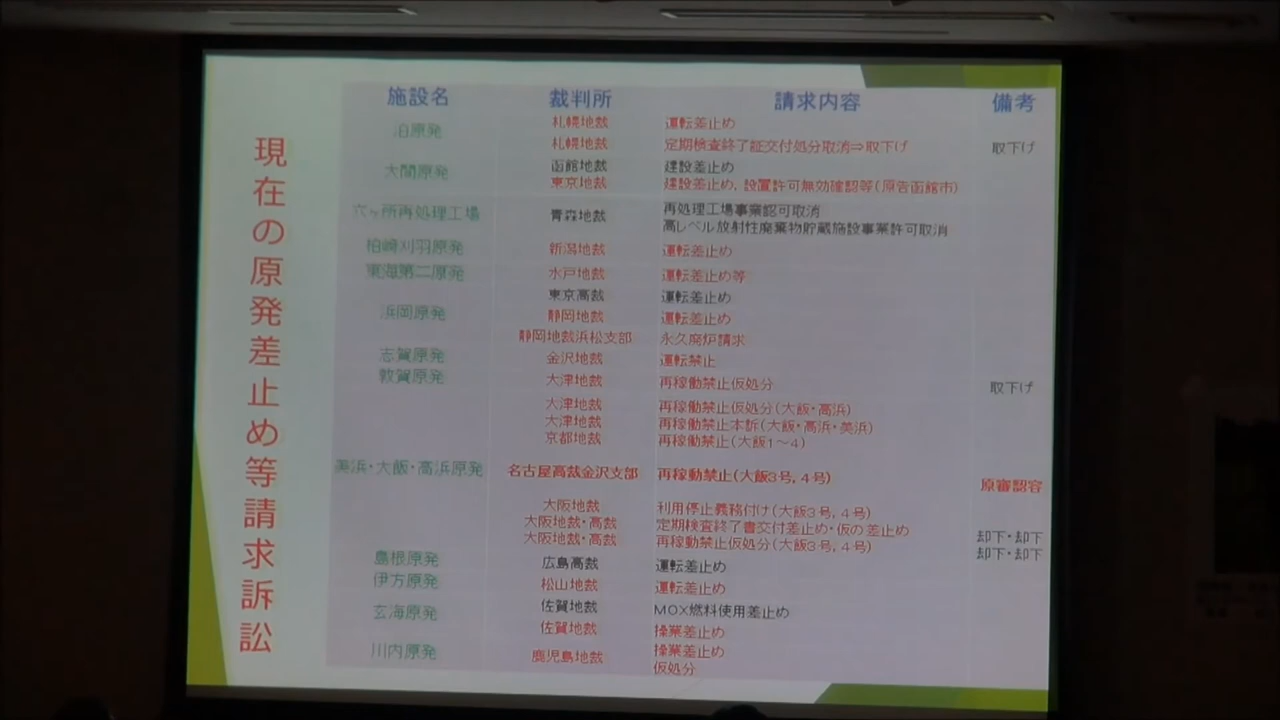 現在の原発差止め等請求訴訟
施設名 裁判所 請求内容 備考
泊原発 札幌地裁 運転差止め
札幌地裁 定期検査終了証交付処分取消⇒取下げ 取下げ
大間原発 函館地裁 建設差止め
東京地裁 建設差止め，設置許可無効確認等（原告函館市）
六ヶ所再処理工場 青森地裁 再処理工場事業認可取消
高レベル放射性廃棄物貯蔵施設事業許可取消
柏崎刈羽原発 新潟地裁 運転差止め
東海第二原発 水戸地裁 運転差止め等
浜岡原発 東京高裁 運転差止め
静岡地裁 運転差止め
静岡地裁浜松支部 永久廃炉請求
志賀原発 金沢地裁 運転禁止
敦賀原発 大津地裁 再稼働禁止仮処分 取下げ
美浜・大飯・高浜原発 大津地裁 再稼働禁止仮処分（大飯・高浜）
大津地裁 再稼働禁止本訴（大飯・高浜・美浜）
京都地裁 再稼働禁止（大飯1～4）
名古屋高裁金沢支部 再稼動禁止（大飯3号，4号） 原審認容
大阪地裁 利用停止義務付け（大飯3号，4号）
大阪地裁・高裁 定期検査終了書交付差止め・仮の差止め 却下・却下
大阪地裁・高裁 再稼動禁止仮処分（大飯3号，4号） 却下・却下
島根原発 広島高裁 運転差止め
伊方原発 松山地裁 運転差止め
玄海原発 佐賀地裁 MOX燃料使用差止め
佐賀地裁 操業差止め
川内原発 鹿児島地裁 操業差止め
仮処分